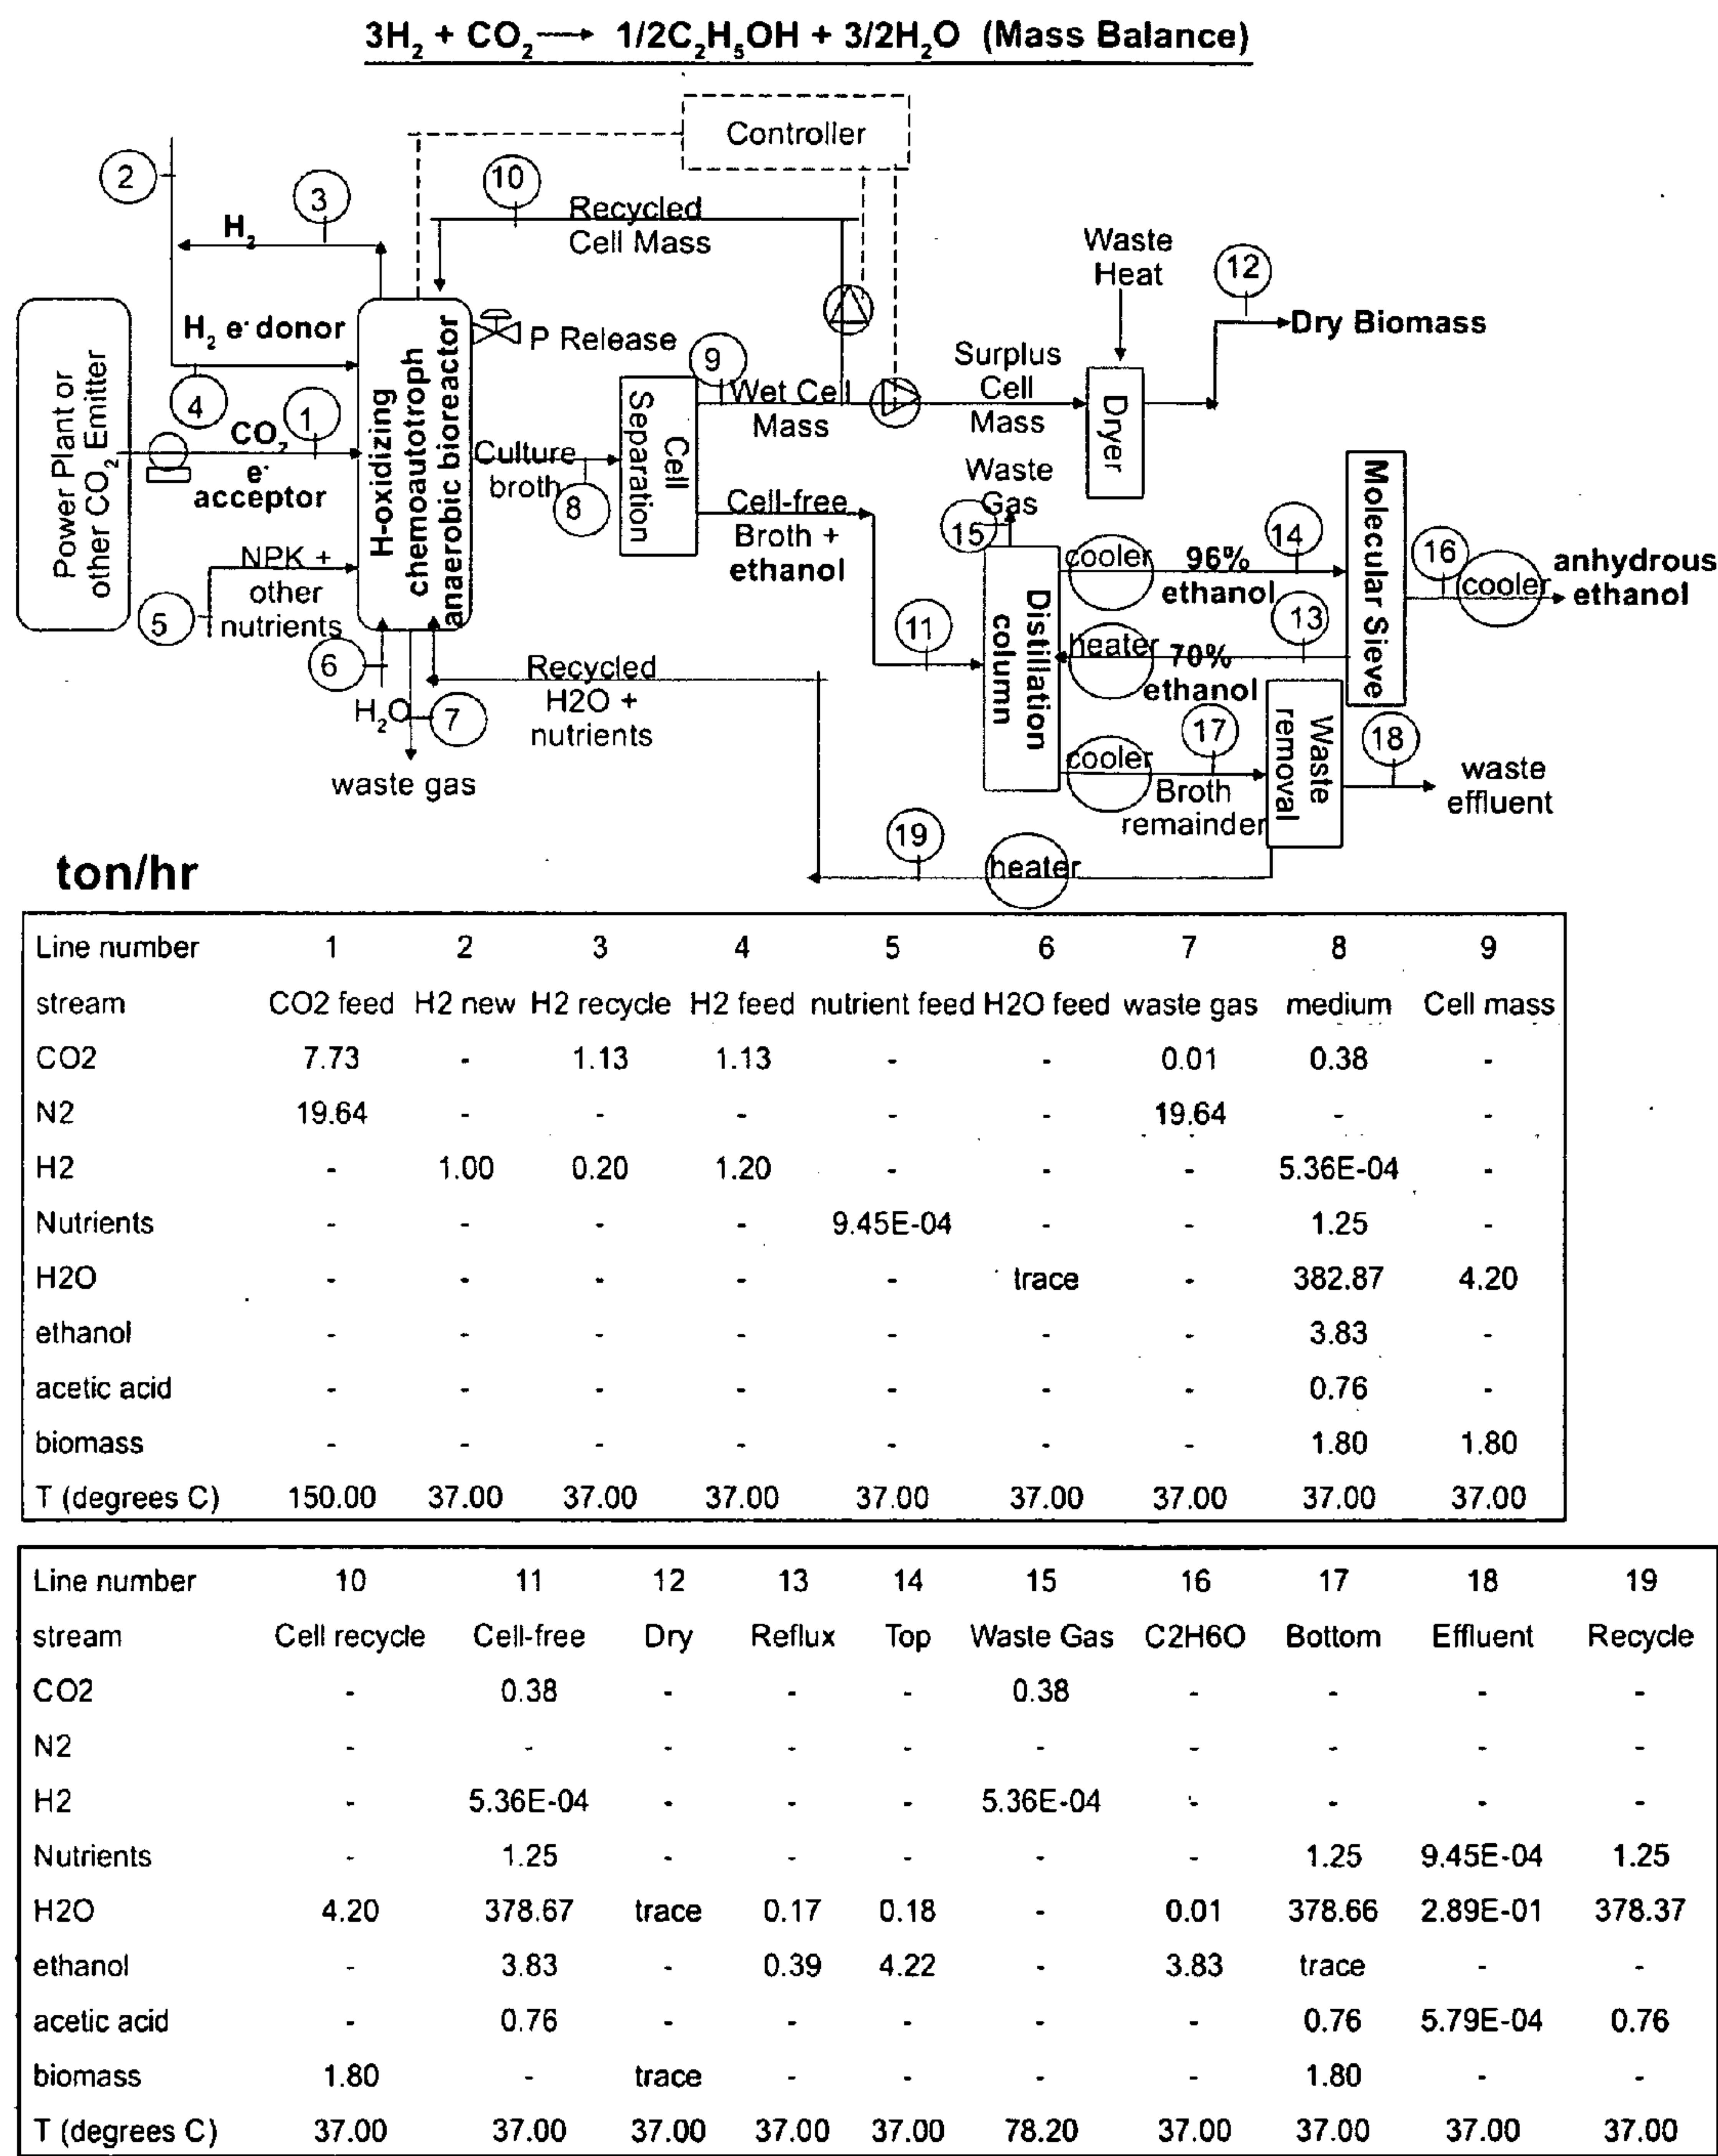 3H₂ + CO₂ → 1/2C₂H₅OH + 3/2H₂O (Mass Balance)
Controller
2
3
10
H₂
Recycled
Cell Mass
Waste
Heat
12
Dry Biomass
H₂ e⁻ donor
P Release
4
1
Power Plant or
other CO₂ Emitter
CO₂
e⁻
acceptor
H-oxidizing
chemoautotroph
anaerobic bioreactor
9
Wet Cell
Mass
Surplus
Cell
Mass
Dryer
Culture
broth
8
Cell
Separation
Cell-free
Broth +
ethanol
Waste
Gas
15
cooler
96%
ethanol
14
Molecular Sieve
16
cooler
anhydrous
ethanol
NPK +
other
nutrients
5
6
H₂O
7
waste gas
Recycled
H2O +
nutrients
11
Distillation
column
heater
70%
ethanol
13
cooler
17
Broth
remainder
Waste
removal
18
waste
effluent
19
heater
ton/hr
Line number 1 2 3 4 5 6 7 8 9
stream CO2 feed H2 new H2 recycle H2 feed nutrient feed H2O feed waste gas medium Cell mass
CO2 7.73 - 1.13 1.13 - - 0.01 0.38 -
N2 19.64 - - - - - 19.64 - -
H2 - 1.00 0.20 1.20 - - - 5.36E-04 -
Nutrients - - - - 9.45E-04 - - 1.25 -
H2O - - - - - trace - 382.87 4.20
ethanol - - - - - - - 3.83 -
acetic acid - - - - - - - 0.76 -
biomass - - - - - - - 1.80 1.80
T (degrees C) 150.00 37.00 37.00 37.00 37.00 37.00 37.00 37.00 37.00
Line number 10 11 12 13 14 15 16 17 18 19
stream Cell recycle Cell-free Dry Reflux Top Waste Gas C2H6O Bottom Effluent Recycle
CO2 - 0.38 - - - 0.38 - - - -
N2 - - - - - - - - - -
H2 - 5.36E-04 - - - 5.36E-04 - - - -
Nutrients - 1.25 - - - - - 1.25 9.45E-04 1.25
H2O 4.20 378.67 trace 0.17 0.18 - 0.01 378.66 2.89E-01 378.37
ethanol - 3.83 - 0.39 4.22 - 3.83 trace - -
acetic acid - 0.76 - - - - - 0.76 5.79E-04 0.76
biomass 1.80 - trace - - - - 1.80 - -
T (degrees C) 37.00 37.00 37.00 37.00 37.00 78.20 37.00 37.00 37.00 37.00